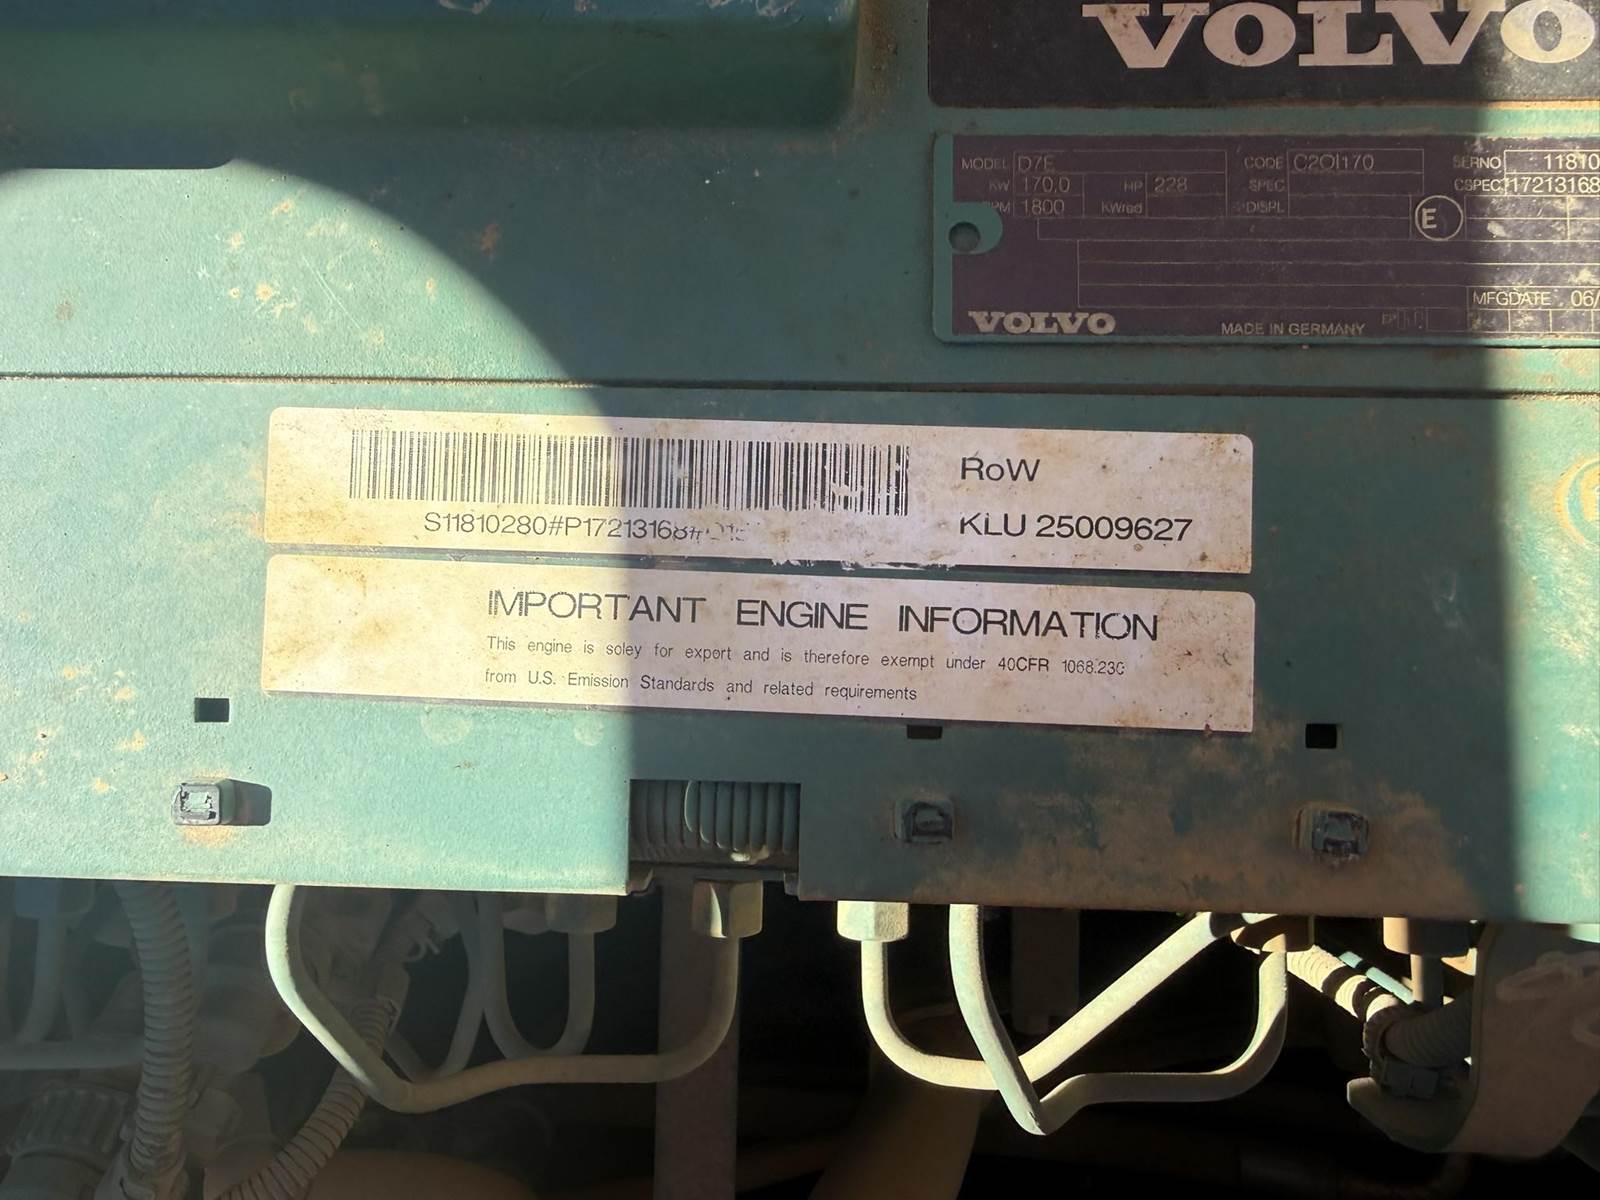 VOLVO
MODEL D7E CODE C2OI170 SERNO 11810
KW 170.0 HP 228 SPEC CSPEC 17213168
RPM 1800 KWred DISPL
E
MFGDATE 06/
VOLVO MADE IN GERMANY
RoW
S11810280#P17213168#
KLU 25009627
IMPORTANT ENGINE INFORMATION
This engine is soley for export and is therefore exempt under 40CFR 1068.230
from U.S. Emission Standards and related requirements